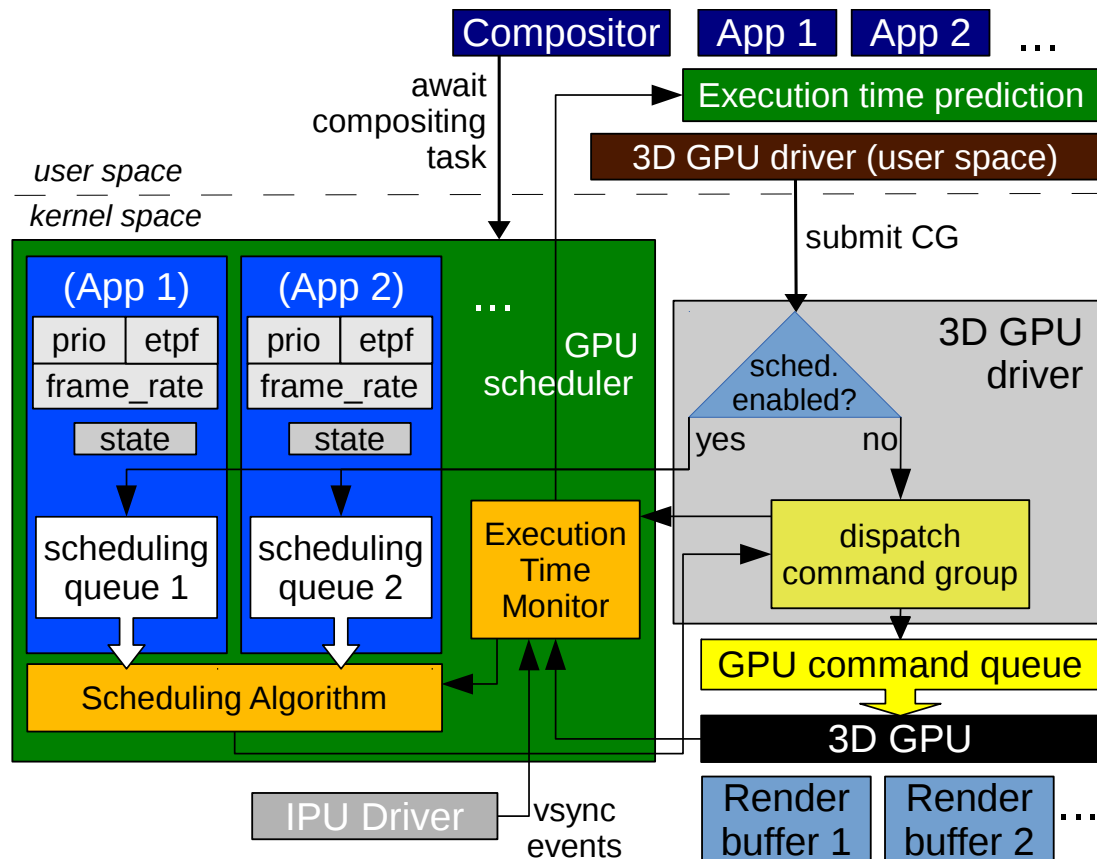 Compositor
App 1
App 2
...
await
compositing
task
Execution time prediction
3D GPU driver (user space)
user space
kernel space
submit CG
(App 1)
prio
etpf
frame_rate
state
(App 2)
prio
etpf
frame_rate
state
...
GPU
scheduler
3D GPU
driver
sched.
enabled?
yes
no
scheduling
queue 1
scheduling
queue 2
Execution
Time
Monitor
dispatch
command group
Scheduling Algorithm
GPU command queue
3D GPU
IPU Driver
vsync
events
Render
buffer 1
Render
buffer 2
...